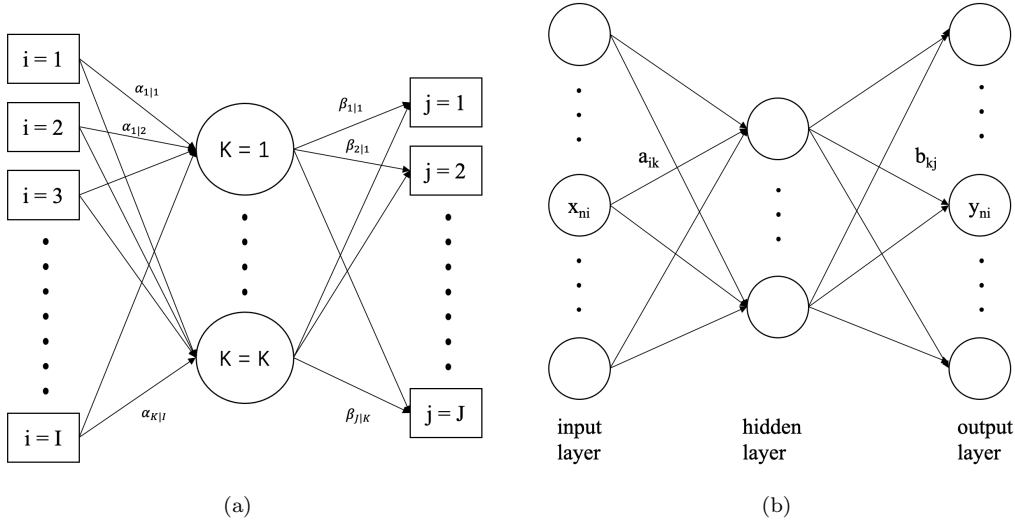 i = 1
i = 2
i = 3
i = I
α1|1
α1|2
αK|I
K = 1
K = K
β1|1
β2|1
βJ|K
j = 1
j = 2
j = J
(a)
xni
aik
bkj
yni
input
layer
hidden
layer
output
layer
(b)